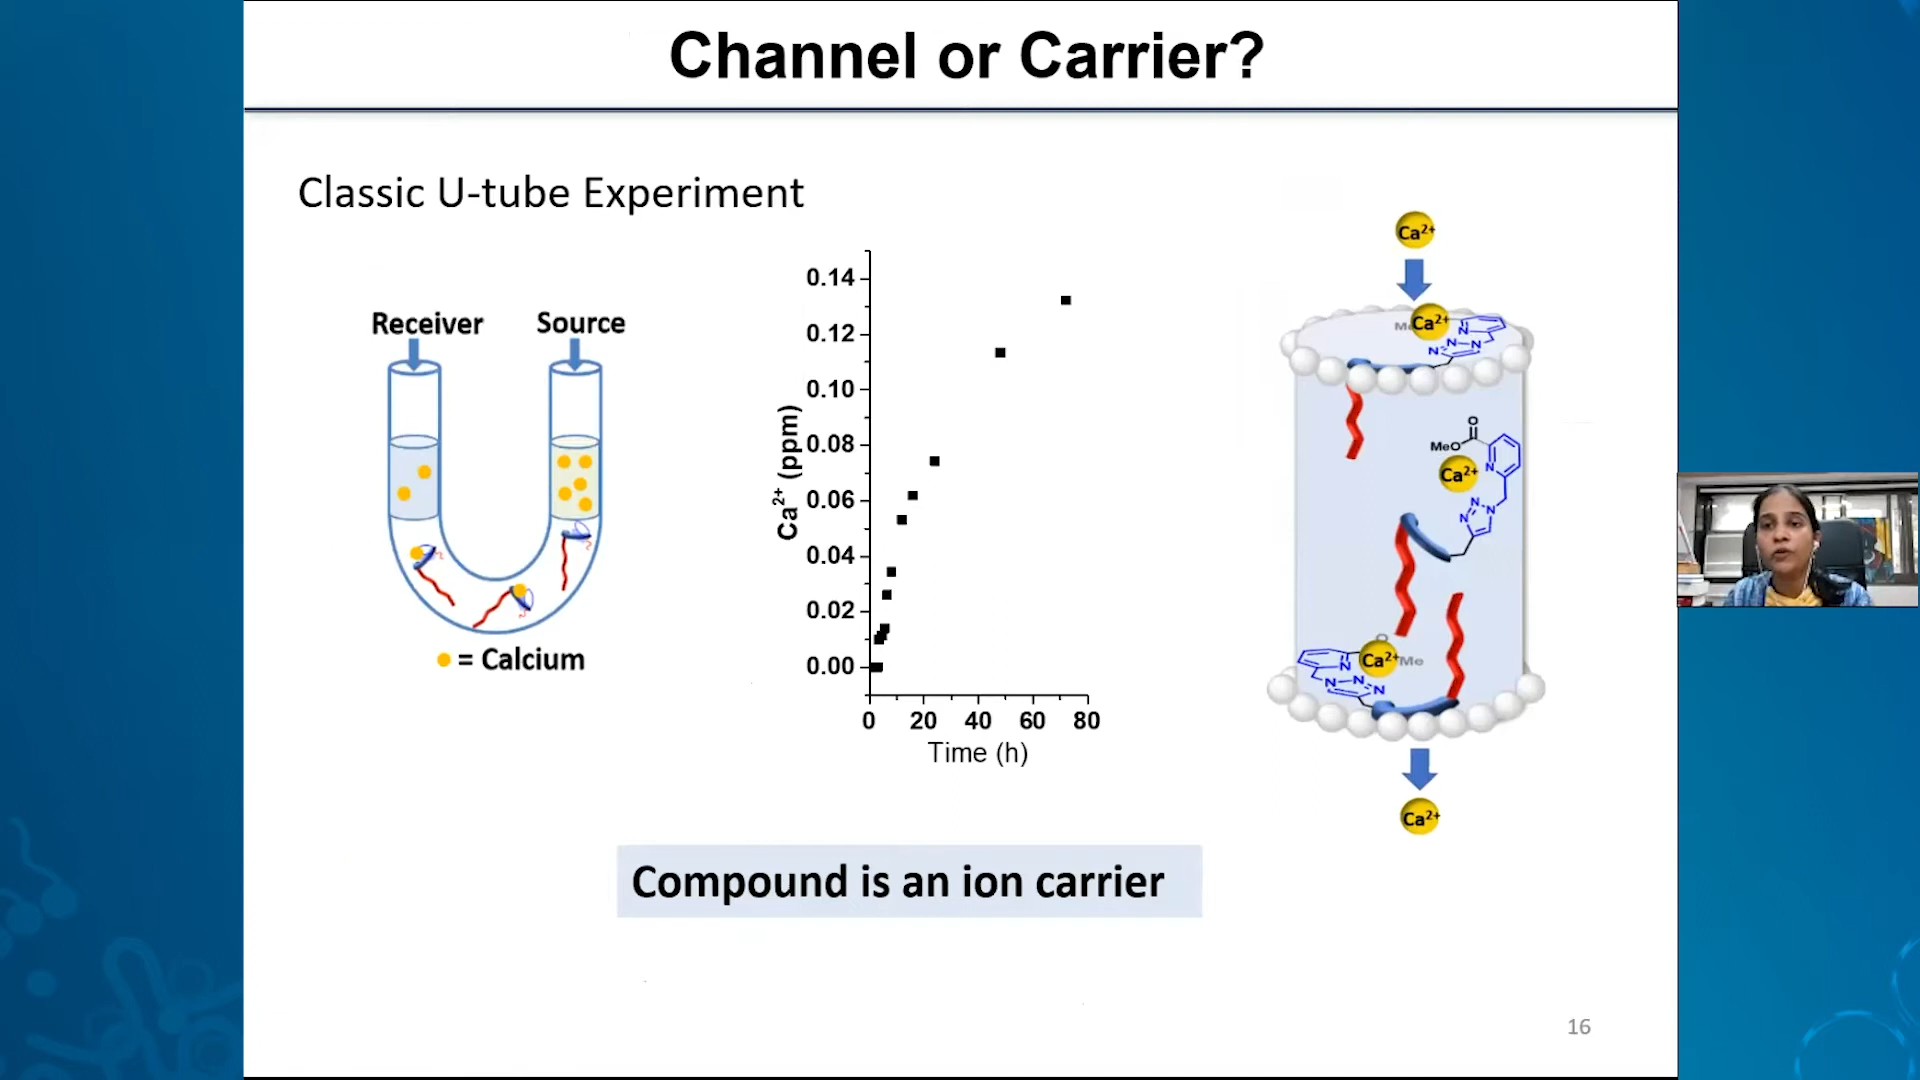 Channel or Carrier?
Classic U-tube Experiment
Receiver
Source
= Calcium
Ca²⁺ (ppm)
0.14
0.12
0.10
0.08
0.06
0.04
0.02
0.00
0 20 40 60 80
Time (h)
Ca²⁺
Me Ca²⁺
N
N N N
O
MeO
N
Ca²⁺
N N
N
O
N Ca²⁺ Me
N N N
Ca²⁺
Compound is an ion carrier
16